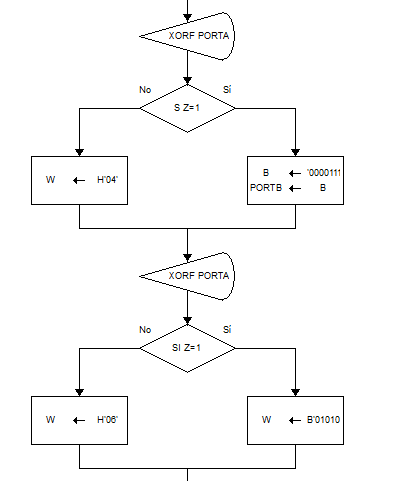 XORF PORTA
No
Sí
S Z=1
W ← H'04'
B ← '0000111
PORTB ← B
XORF PORTA
No
Sí
SI Z=1
W ← H'06'
W ← B'01010